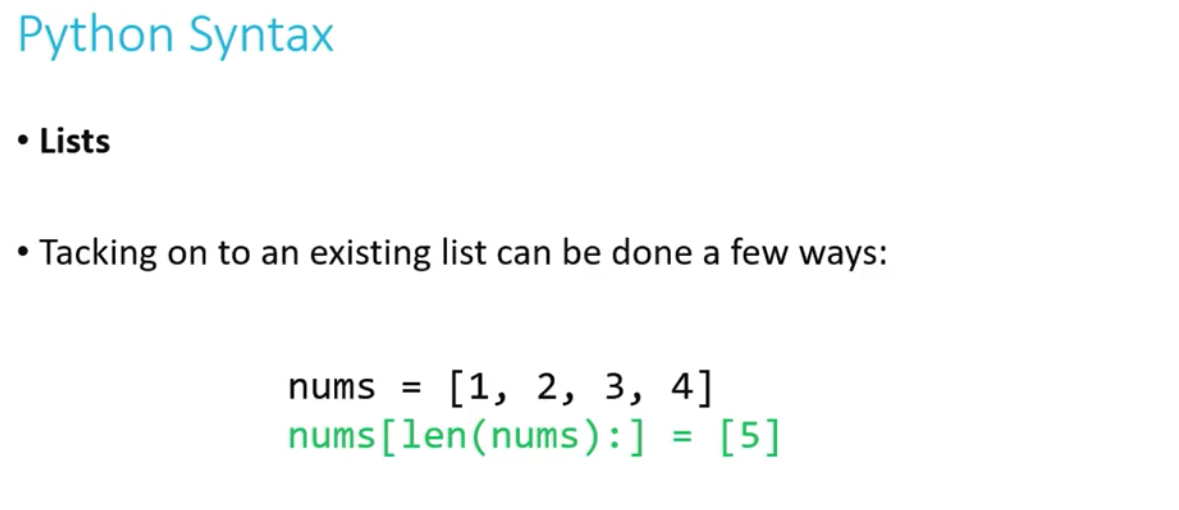 Python Syntax
• Lists
• Tacking on to an existing list can be done a few ways:
nums = [1, 2, 3, 4]
nums[len(nums):] = [5]